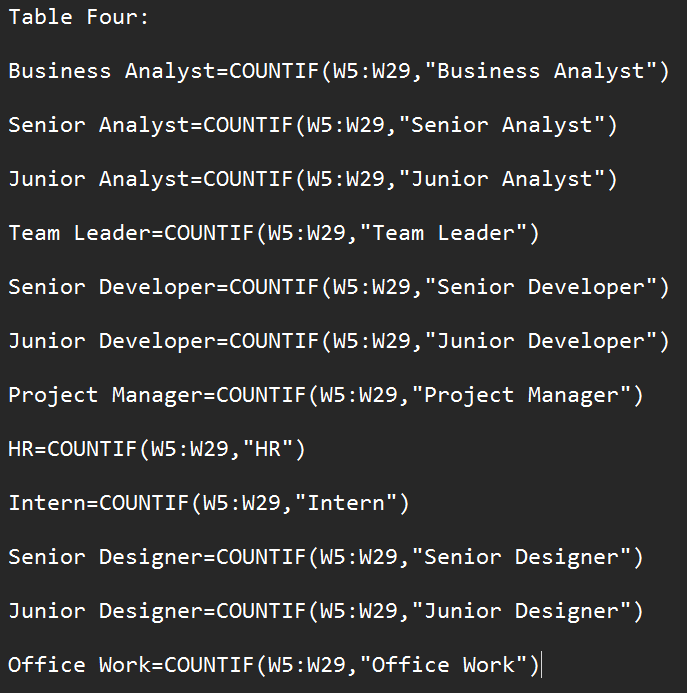 Table Four:
Business Analyst=COUNTIF(W5:W29,"Business Analyst")
Senior Analyst=COUNTIF(W5:W29,"Senior Analyst")
Junior Analyst=COUNTIF(W5:W29,"Junior Analyst")
Team Leader=COUNTIF(W5:W29,"Team Leader")
Senior Developer=COUNTIF(W5:W29,"Senior Developer")
Junior Developer=COUNTIF(W5:W29,"Junior Developer")
Project Manager=COUNTIF(W5:W29,"Project Manager")
HR=COUNTIF(W5:W29,"HR")
Intern=COUNTIF(W5:W29,"Intern")
Senior Designer=COUNTIF(W5:W29,"Senior Designer")
Junior Designer=COUNTIF(W5:W29,"Junior Designer")
Office Work=COUNTIF(W5:W29,"Office Work")